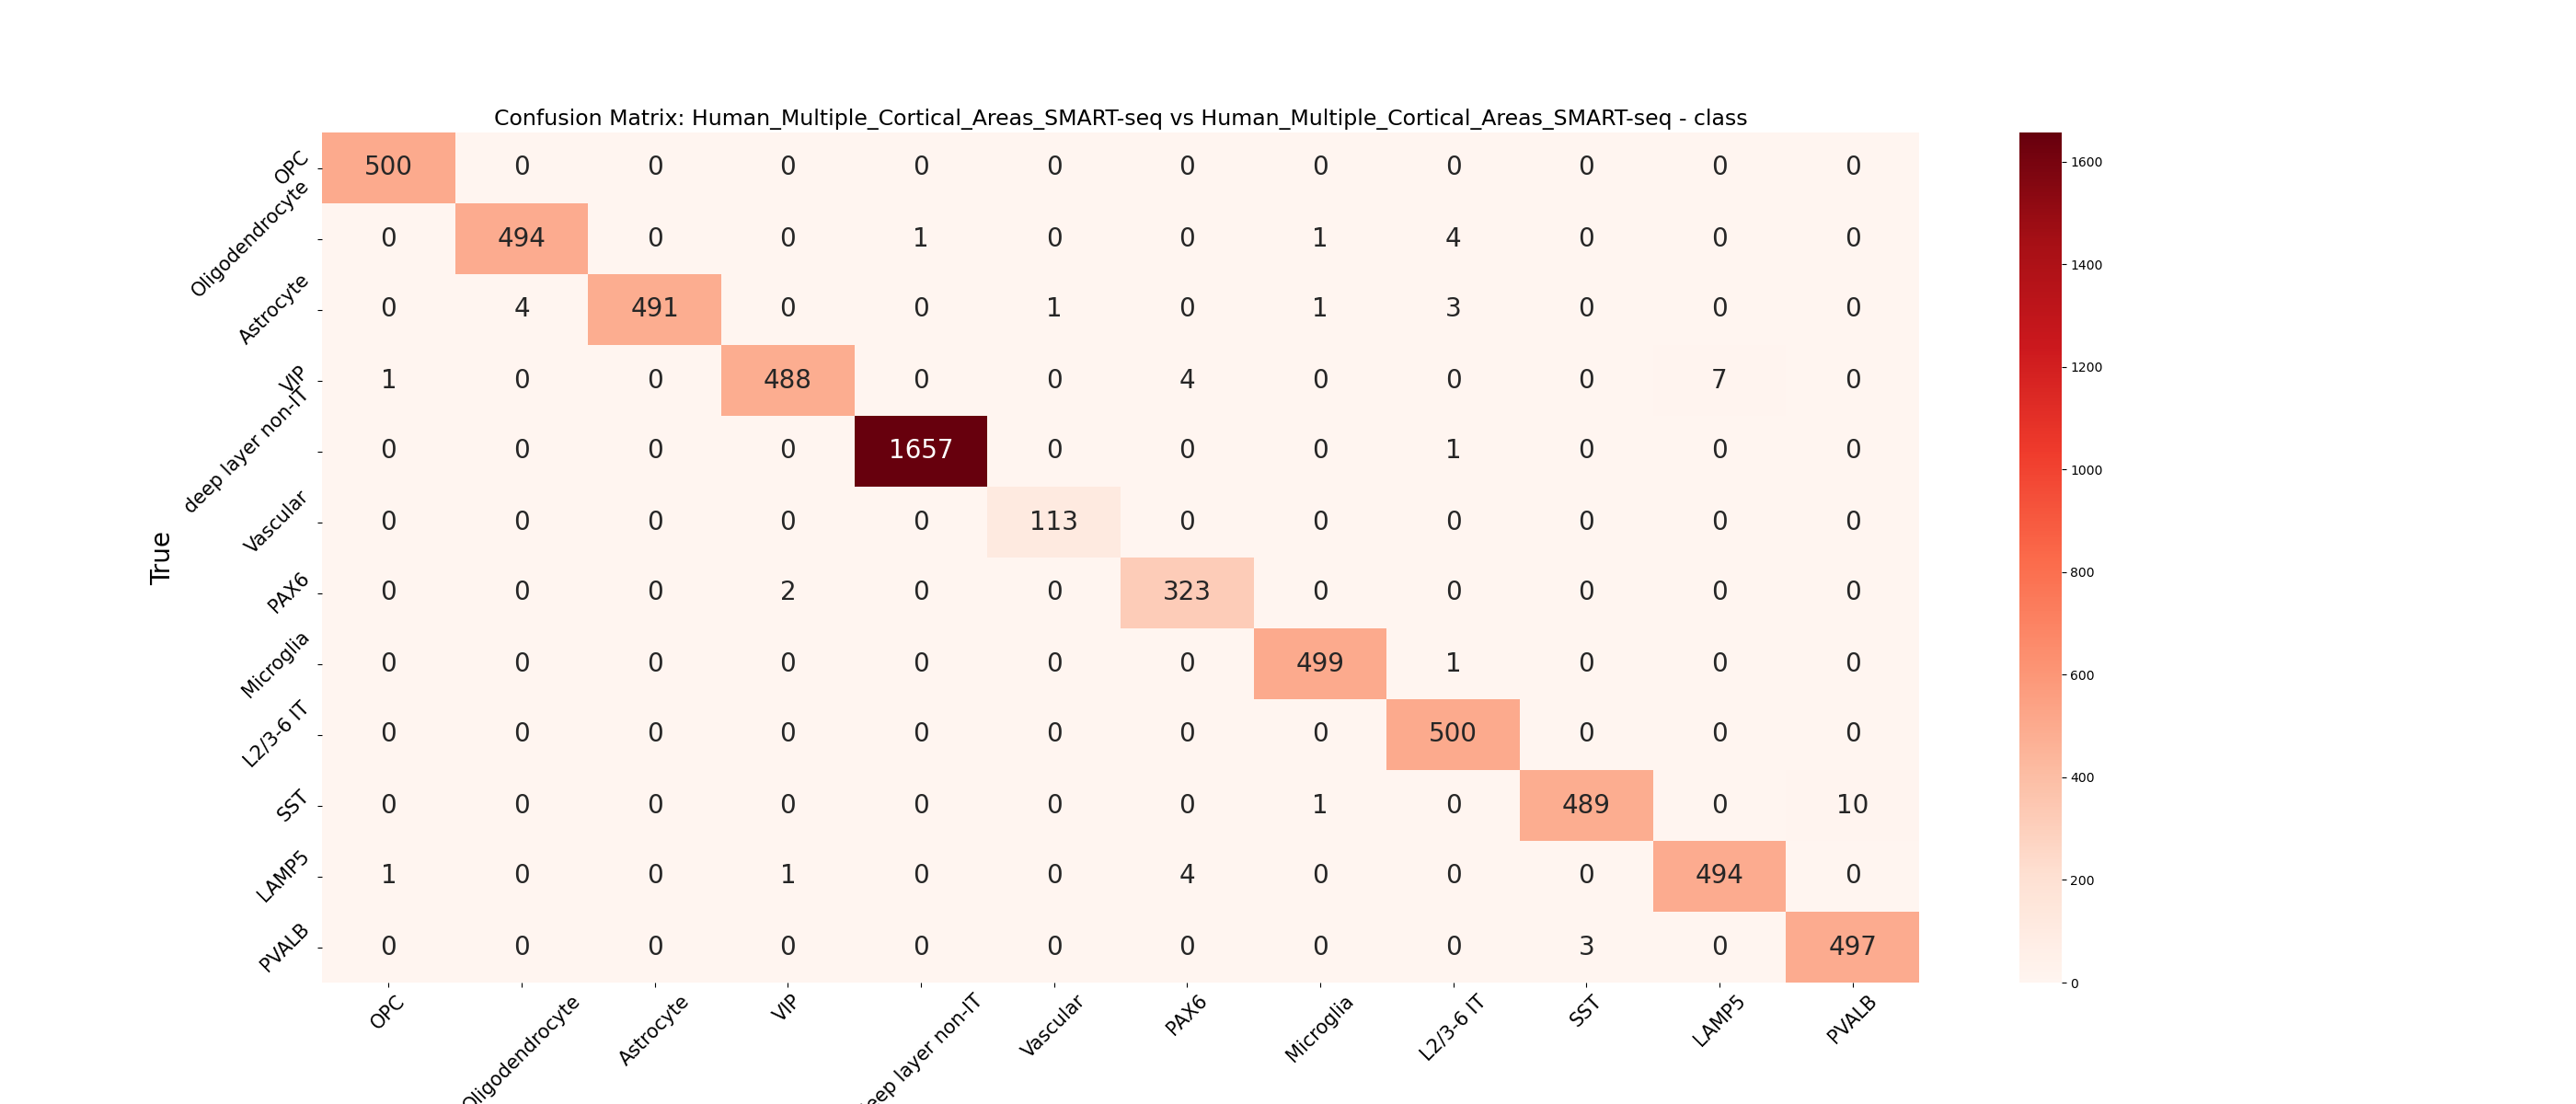 Confusion Matrix: Human_Multiple_Cortical_Areas_SMART-seq vs Human_Multiple_Cortical_Areas_SMART-seq - class
OPC 500 0 0 0 0 0 0 0 0 0 0 0
Oligodendrocyte 0 494 0 0 1 0 0 1 4 0 0 0
Astrocyte 0 4 491 0 0 1 0 1 3 0 0 0
VIP 1 0 0 488 0 0 4 0 0 0 7 0
deep layer non-IT 0 0 0 0 1657 0 0 0 1 0 0 0
Vascular 0 0 0 0 0 113 0 0 0 0 0 0
PAX6 0 0 0 2 0 0 323 0 0 0 0 0
Microglia 0 0 0 0 0 0 0 499 1 0 0 0
L2/3-6 IT 0 0 0 0 0 0 0 0 500 0 0 0
SST 0 0 0 0 0 0 0 1 0 489 0 10
LAMP5 1 0 0 1 0 0 4 0 0 0 494 0
PVALB 0 0 0 0 0 0 0 0 0 3 0 497
True
OPC Oligodendrocyte Astrocyte VIP eep layer non-IT Vascular PAX6 Microglia L2/3-6 IT SST LAMP5 PVALB
1600
1400
1200
1000
800
600
400
200
0